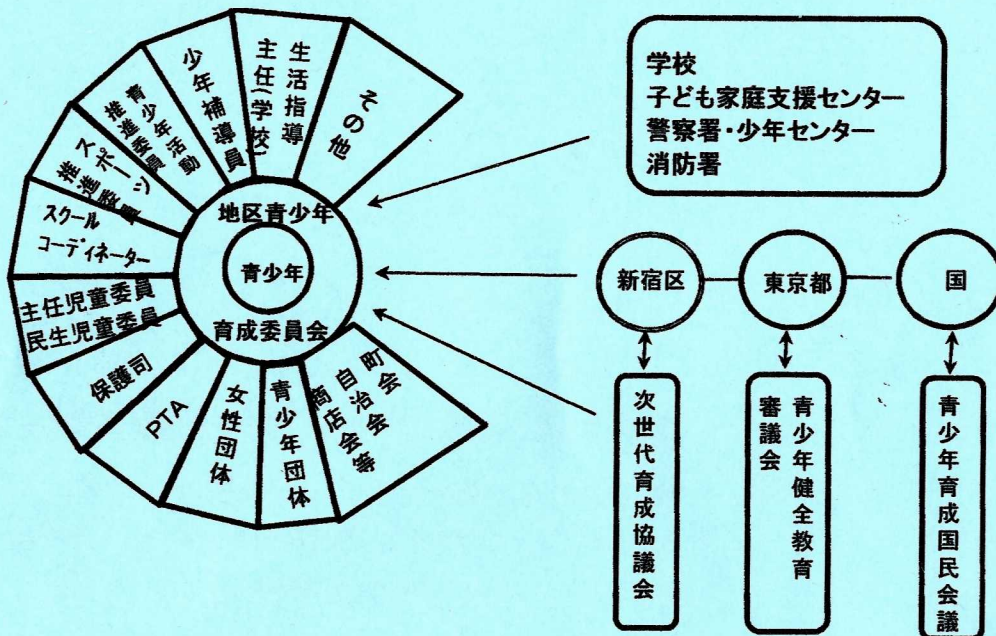 その他
生活指導
主任(学校)
少年補導員
青少年活動
推進委員
スポーツ
推進委員
スクール
コーディネーター
主任児童委員
民生児童委員
保護司
PTA
女性団体
青少年団体
町会
自治会
商店会等
地区青少年
青少年
育成委員会
学校
子ども家庭支援センター
警察署・少年センター
消防署
新宿区
東京都
国
次世代育成協議会
青少年健全教育
審議会
青少年育成国民会議